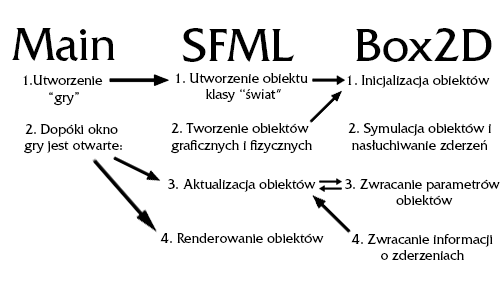 Main
1.Utworzenie
"gry"
2. Dopóki okno
gry jest otwarte:
SFML
1. Utworzenie obiektu
klasy "świat"
2. Tworzenie obiektów
graficznych i fizycznych
3. Aktualizacja obiektów
4. Renderowanie obiektów
Box2D
1. Inicjalizacja obiektów
2. Symulacja obiektów i
nasłuchiwanie zderzeń
3. Zwracanie parametrów
obiektów
4. Zwracanie informacji
o zderzeniach